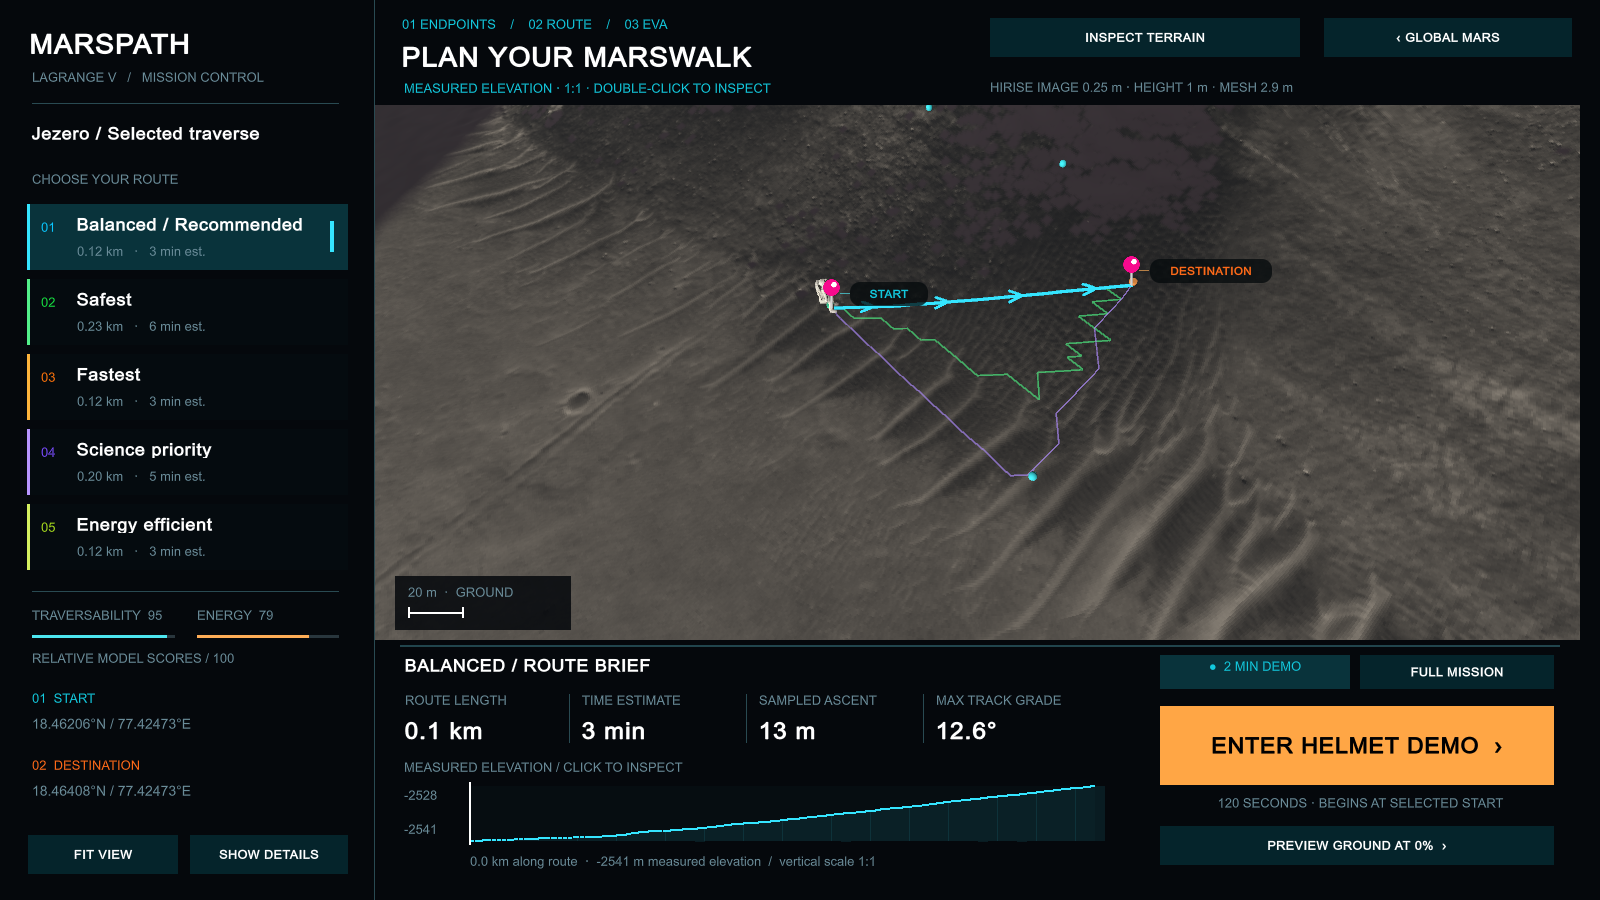 MARSPATH
LAGRANGE V / MISSION CONTROL
Jezero / Selected traverse
CHOOSE YOUR ROUTE
01 Balanced / Recommended
0.12 km · 3 min est.
02 Safest
0.23 km · 6 min est.
03 Fastest
0.12 km · 3 min est.
04 Science priority
0.20 km · 5 min est.
05 Energy efficient
0.12 km · 3 min est.
TRAVERSABILITY 95 ENERGY 79
RELATIVE MODEL SCORES / 100
01 START
18.46206°N / 77.42473°E
02 DESTINATION
18.46408°N / 77.42473°E
FIT VIEW SHOW DETAILS
01 ENDPOINTS / 02 ROUTE / 03 EVA
PLAN YOUR MARSWALK
MEASURED ELEVATION · 1:1 · DOUBLE-CLICK TO INSPECT
INSPECT TERRAIN ‹ GLOBAL MARS
HIRISE IMAGE 0.25 m · HEIGHT 1 m · MESH 2.9 m
DESTINATION
START
20 m · GROUND
BALANCED / ROUTE BRIEF
ROUTE LENGTH TIME ESTIMATE SAMPLED ASCENT MAX TRACK GRADE
0.1 km 3 min 13 m 12.6°
MEASURED ELEVATION / CLICK TO INSPECT
-2528
-2541
0.0 km along route · -2541 m measured elevation / vertical scale 1:1
● 2 MIN DEMO FULL MISSION
ENTER HELMET DEMO ›
120 SECONDS · BEGINS AT SELECTED START
PREVIEW GROUND AT 0% ›